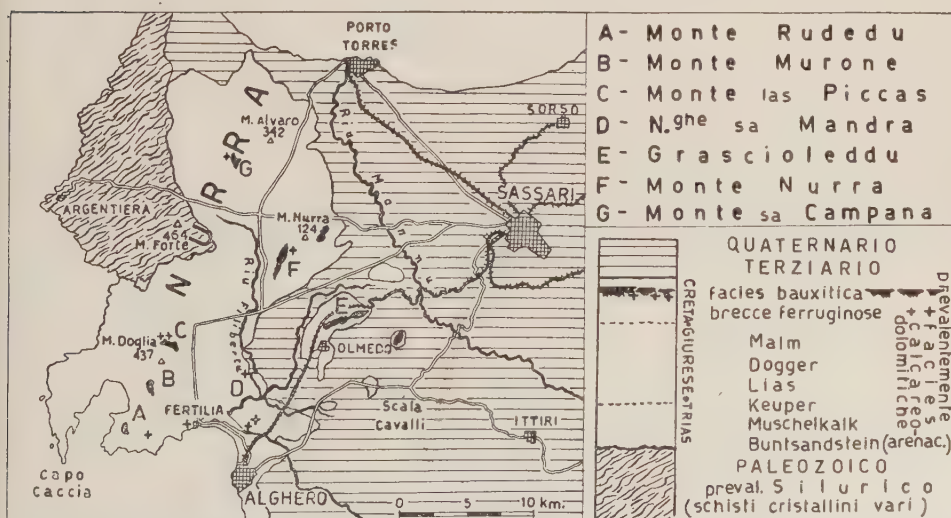 PORTO
TORRES
M. Alvaro
342
G
SORSO
Riu Mannu
SASSARI
ARGENTIERA
464
M. Forte
M. Nurra
124
F
NURRA
E
C
M. Doglia
437
B
D
OLMEDO
A
FERTILIA
Scala
Cavalli
ITTIRI
Capo
Caccia
ALGHERO
0 5 10 km.
A- Monte Rudedu
B- Monte Murone
C- Monte las Piccas
D- N.ghe sa Mandra
E- Grascioleddu
F- Monte Nurra
G- Monte sa Campana
QUATERNARIO
TERZIARIO
facies bauxitica
brecce ferruginose
Malm
Dogger
Lias
Keuper
Muschelkalk
Buntsandstein (arenac.)
PALEOZOICO
preval. Silurico
(schisti cristallini vari)
CRETA-GIURESE-TRIAS
Prevalentemente
facies
calcareo-
dolomitiche